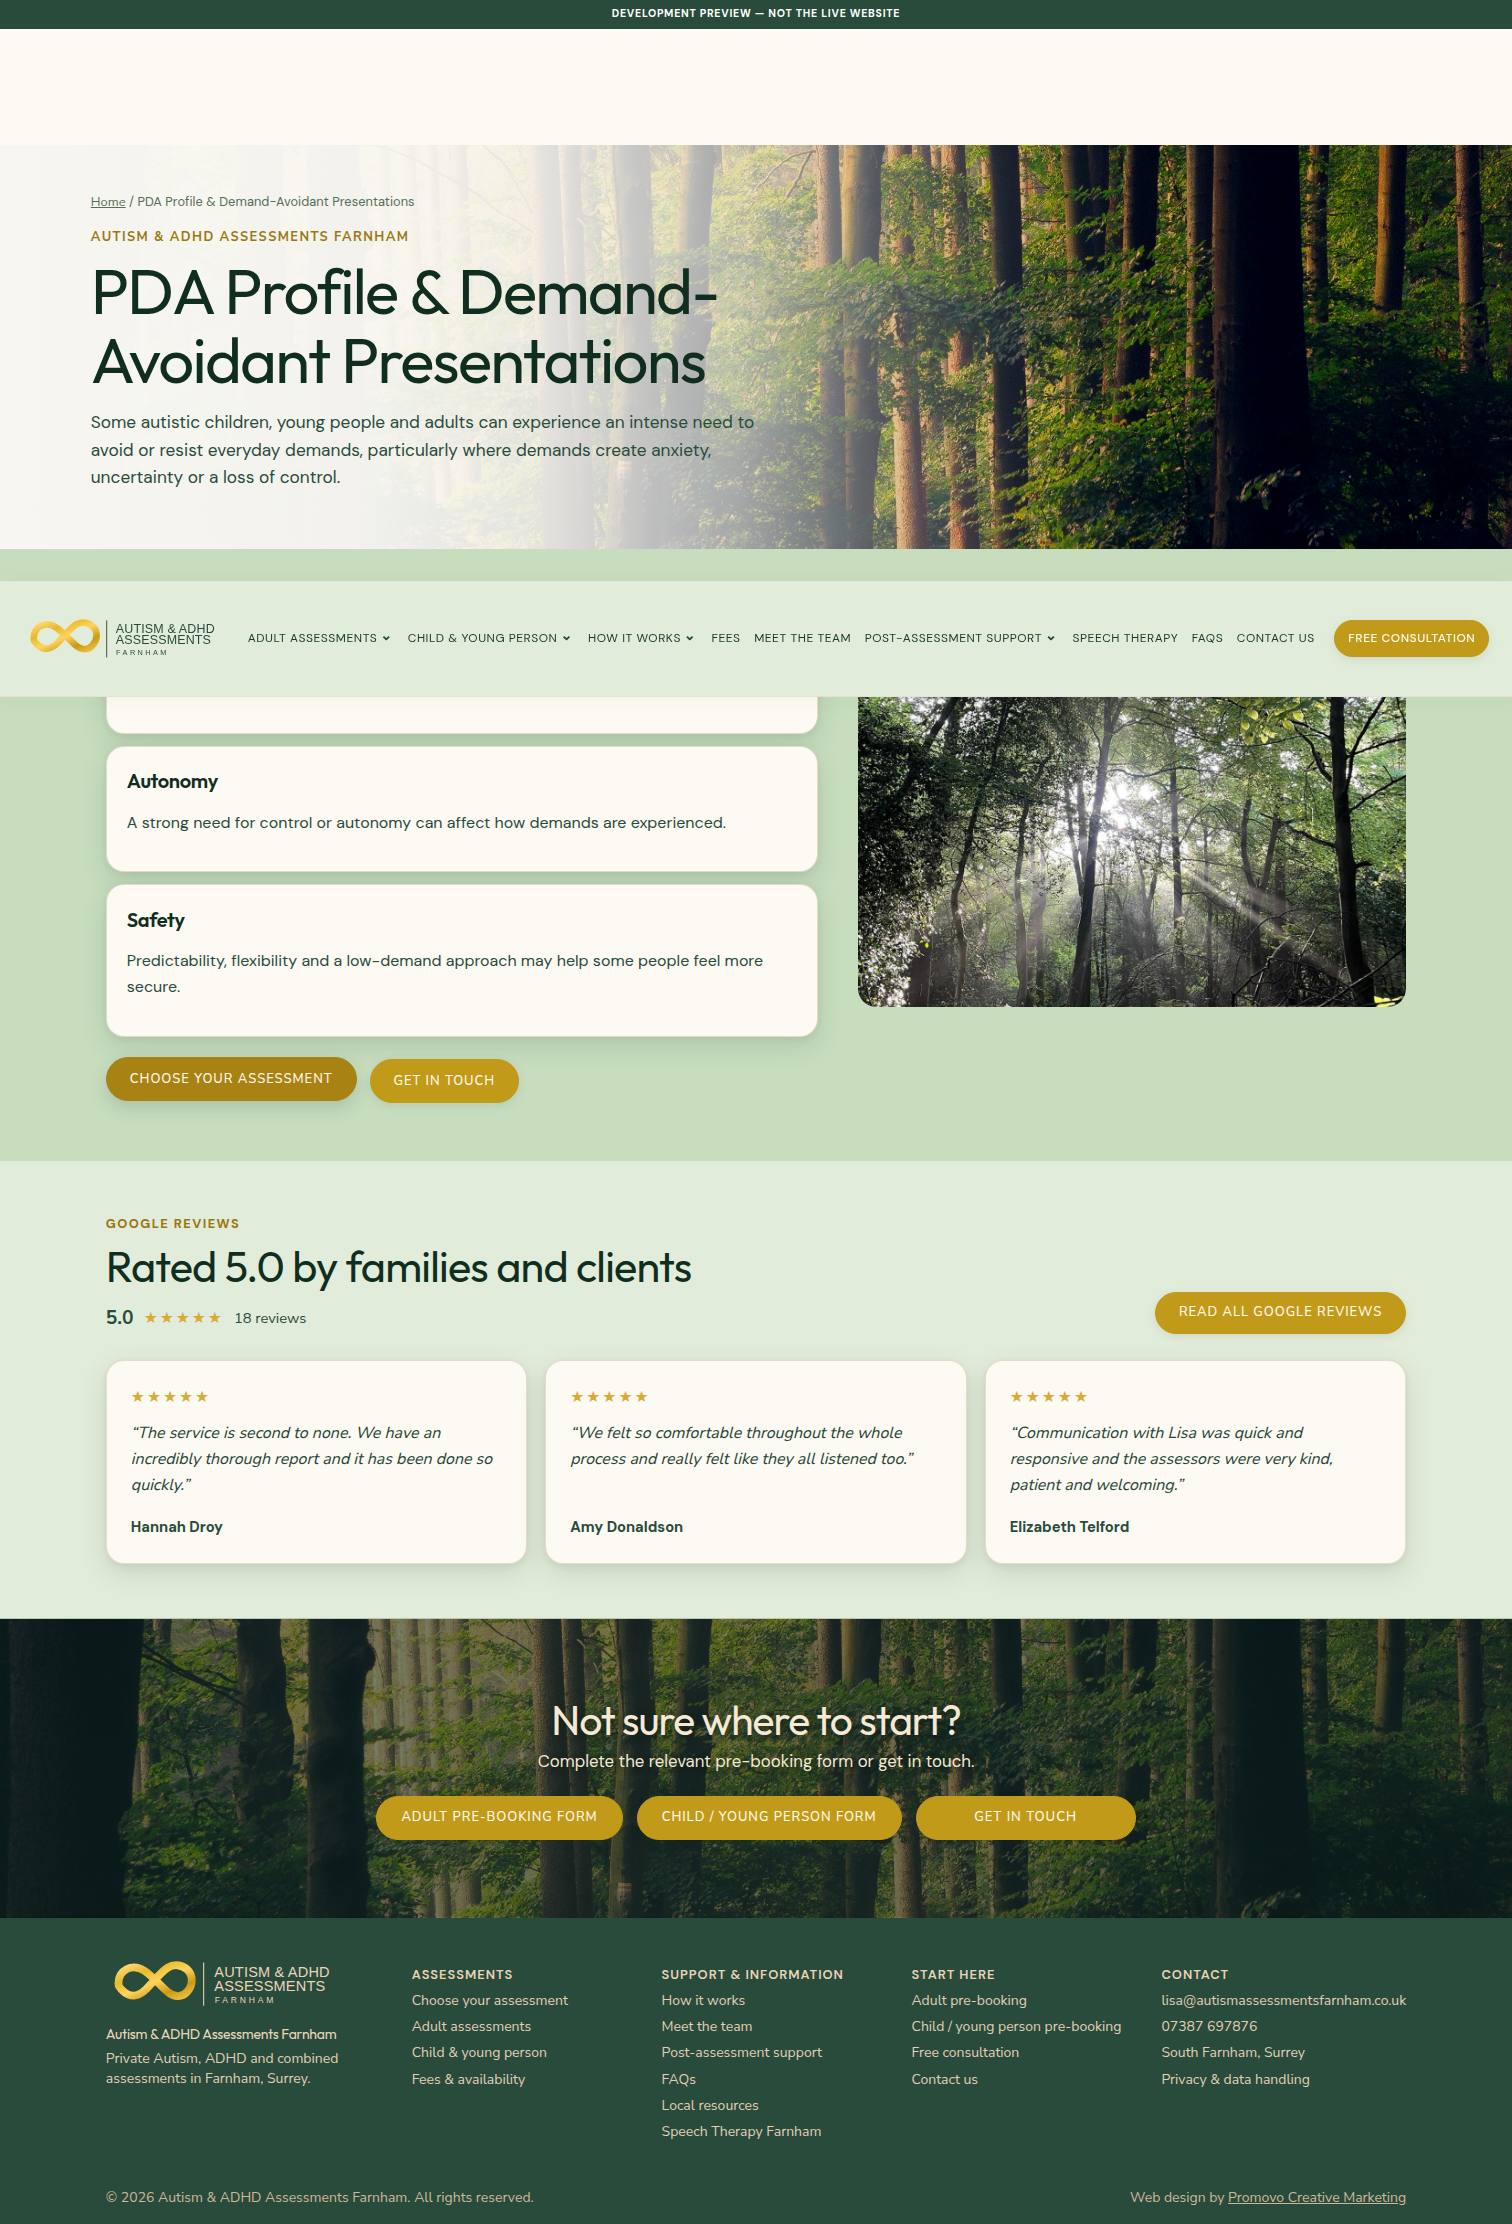 DEVELOPMENT PREVIEW — NOT THE LIVE WEBSITE
Home / PDA Profile & Demand-Avoidant Presentations
AUTISM & ADHD ASSESSMENTS FARNHAM
PDA Profile & Demand-
Avoidant Presentations
Some autistic children, young people and adults can experience an intense need to
avoid or resist everyday demands, particularly where demands create anxiety,
uncertainty or a loss of control.
AUTISM & ADHD
ASSESSMENTS
FARNHAM
ADULT ASSESSMENTS CHILD & YOUNG PERSON HOW IT WORKS FEES MEET THE TEAM POST-ASSESSMENT SUPPORT SPEECH THERAPY FAQS CONTACT US FREE CONSULTATION
Autonomy
A strong need for control or autonomy can affect how demands are experienced.
Safety
Predictability, flexibility and a low-demand approach may help some people feel more
secure.
CHOOSE YOUR ASSESSMENT GET IN TOUCH
GOOGLE REVIEWS
Rated 5.0 by families and clients
5.0 ★★★★★ 18 reviews
READ ALL GOOGLE REVIEWS
★★★★★
“The service is second to none. We have an
incredibly thorough report and it has been done so
quickly.”
Hannah Droy
★★★★★
“We felt so comfortable throughout the whole
process and really felt like they all listened too.”
Amy Donaldson
★★★★★
“Communication with Lisa was quick and
responsive and the assessors were very kind,
patient and welcoming.”
Elizabeth Telford
Not sure where to start?
Complete the relevant pre-booking form or get in touch.
ADULT PRE-BOOKING FORM CHILD / YOUNG PERSON FORM GET IN TOUCH
AUTISM & ADHD
ASSESSMENTS
FARNHAM
Autism & ADHD Assessments Farnham
Private Autism, ADHD and combined
assessments in Farnham, Surrey.
ASSESSMENTS
Choose your assessment
Adult assessments
Child & young person
Fees & availability
SUPPORT & INFORMATION
How it works
Meet the team
Post-assessment support
FAQs
Local resources
Speech Therapy Farnham
START HERE
Adult pre-booking
Child / young person pre-booking
Free consultation
Contact us
CONTACT
lisa@autismassessmentsfarnham.co.uk
07387 697876
South Farnham, Surrey
Privacy & data handling
© 2026 Autism & ADHD Assessments Farnham. All rights reserved.
Web design by Promovo Creative Marketing